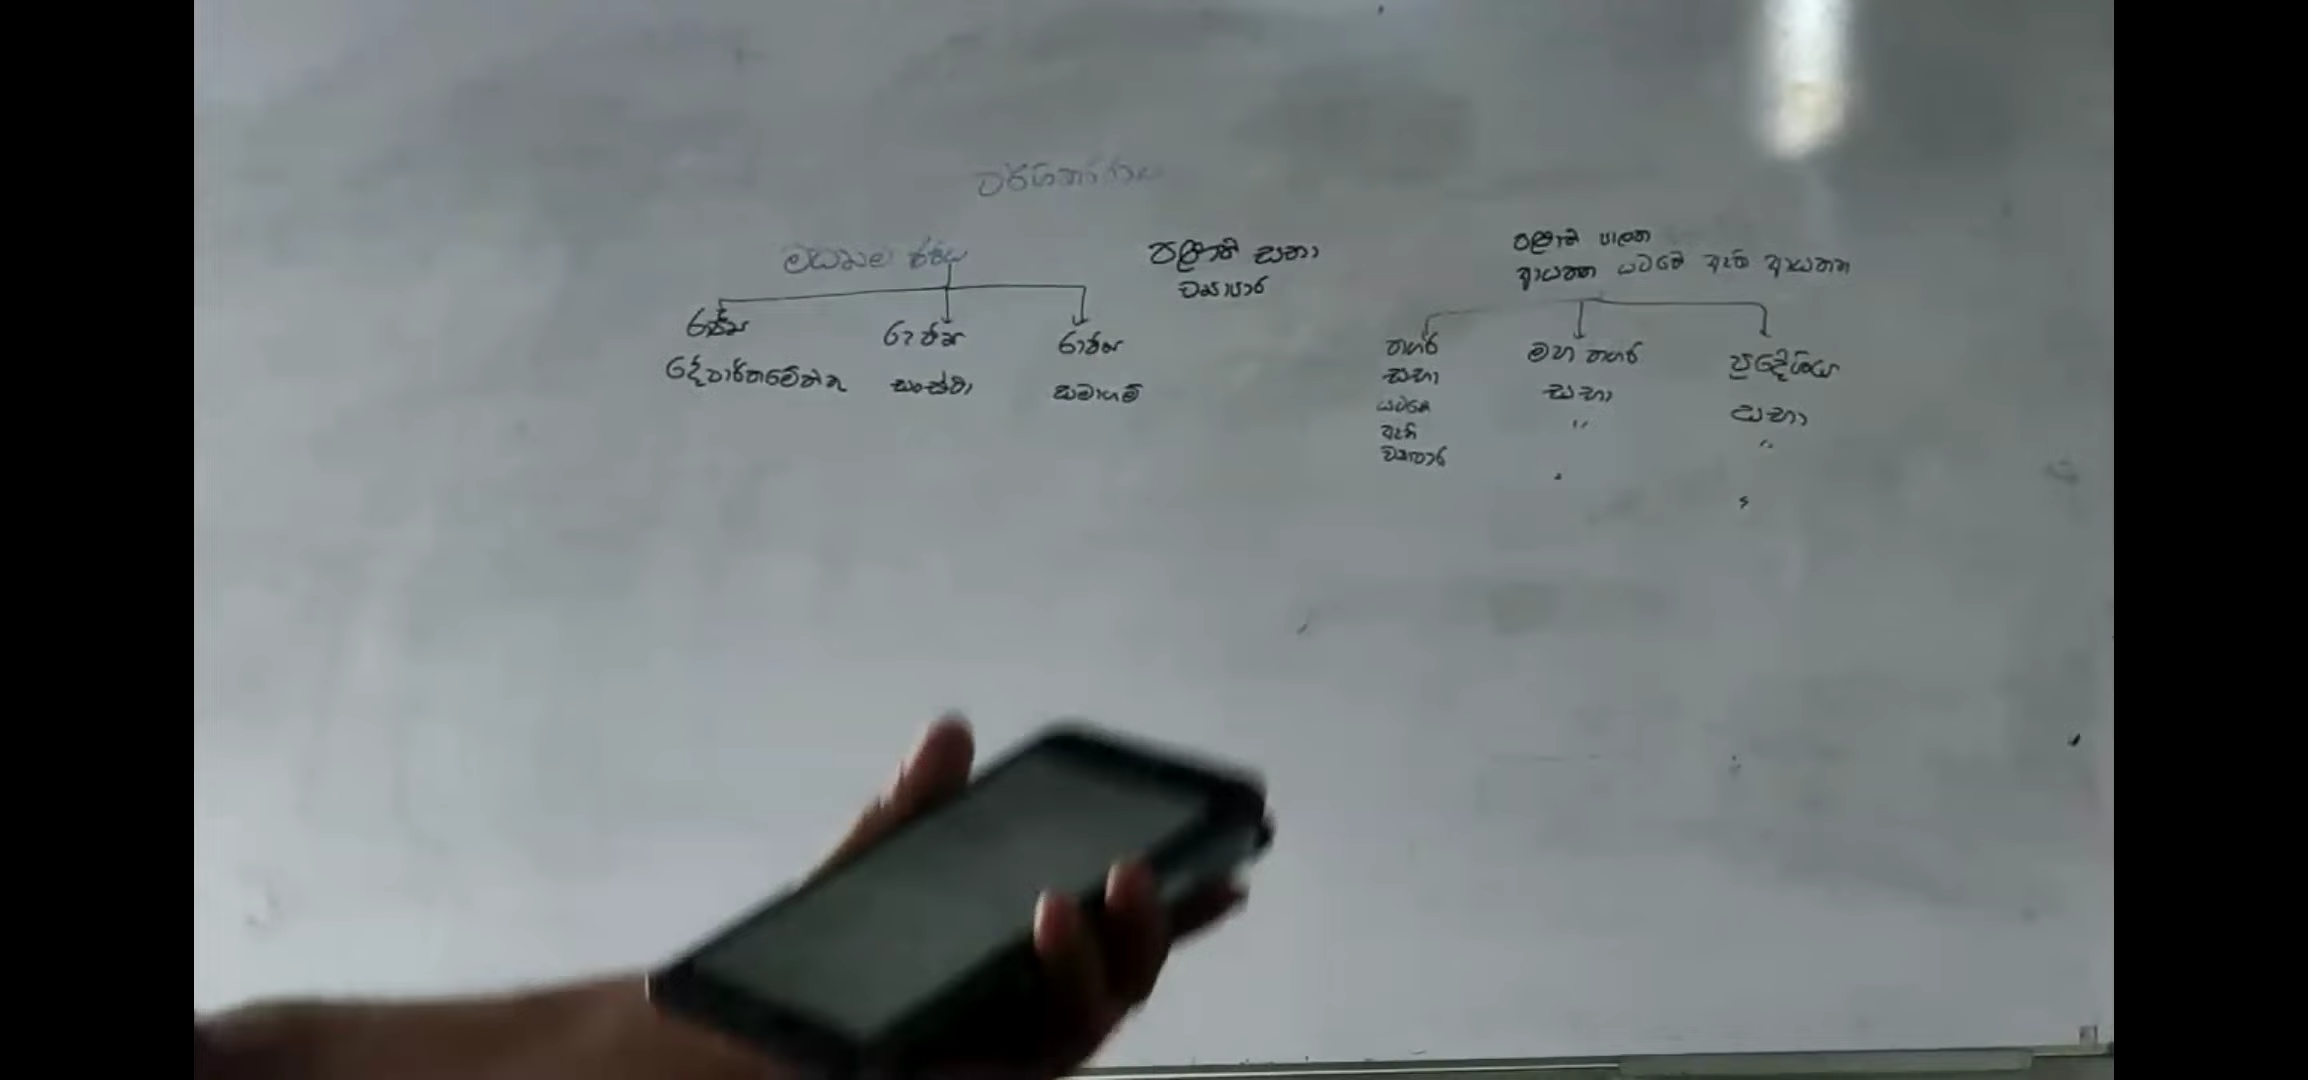 වර්ගීකරණය
මධ්‍යම රජය
පළාත් සභා
ව්‍යාපාර
පළාත් පාලන
ආයතන යටතේ ඇති ආයතන
රාජ්‍ය
දේපාර්තමේන්තු
රාජ්‍ය
සංස්ථා
රාජ්‍ය
සමාගම්
නගර
සභා
යටතේ
ඇති
ව්‍යාපාර
මහ නගර
සභා
"
ප්‍රාදේශීය
සභා
"